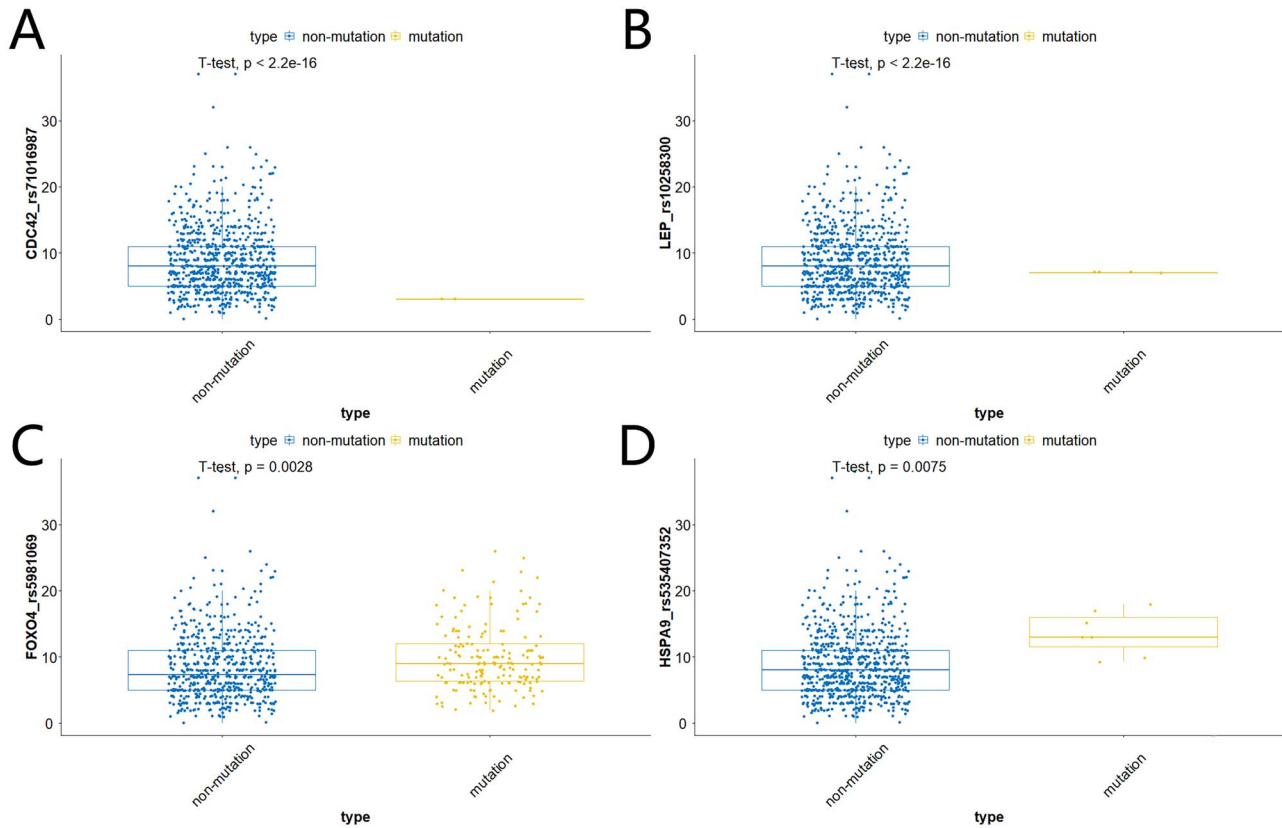 A
type non-mutation mutation
T-test, p < 2.2e-16
CDC42_rs71016987
30
20
10
0
non-mutation
mutation
type
B
type non-mutation mutation
T-test, p < 2.2e-16
LEP_rs10258300
30
20
10
0
non-mutation
mutation
type
C
type non-mutation mutation
T-test, p = 0.0028
FOXO4_rs5981069
30
20
10
0
non-mutation
mutation
type
D
type non-mutation mutation
T-test, p = 0.0075
HSPA9_rs535407352
30
20
10
0
non-mutation
mutation
type